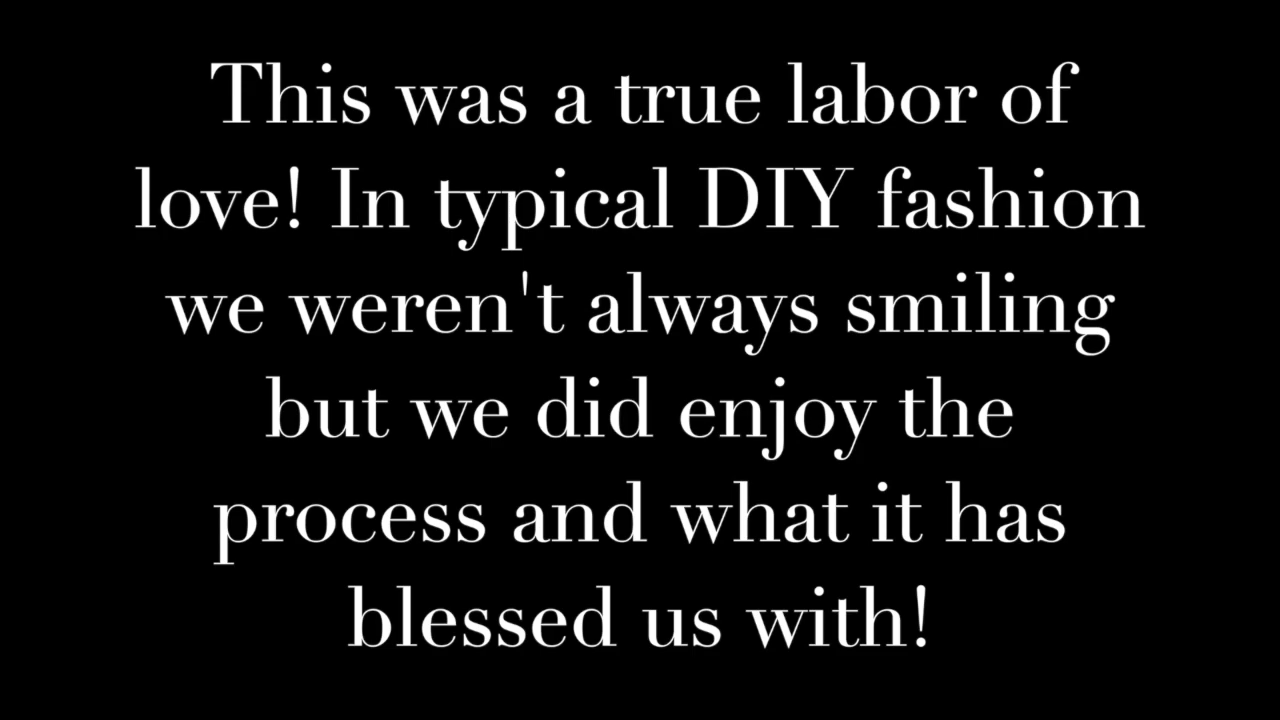 This was a true labor of
love! In typical DIY fashion
we weren't always smiling
but we did enjoy the
process and what it has
blessed us with!